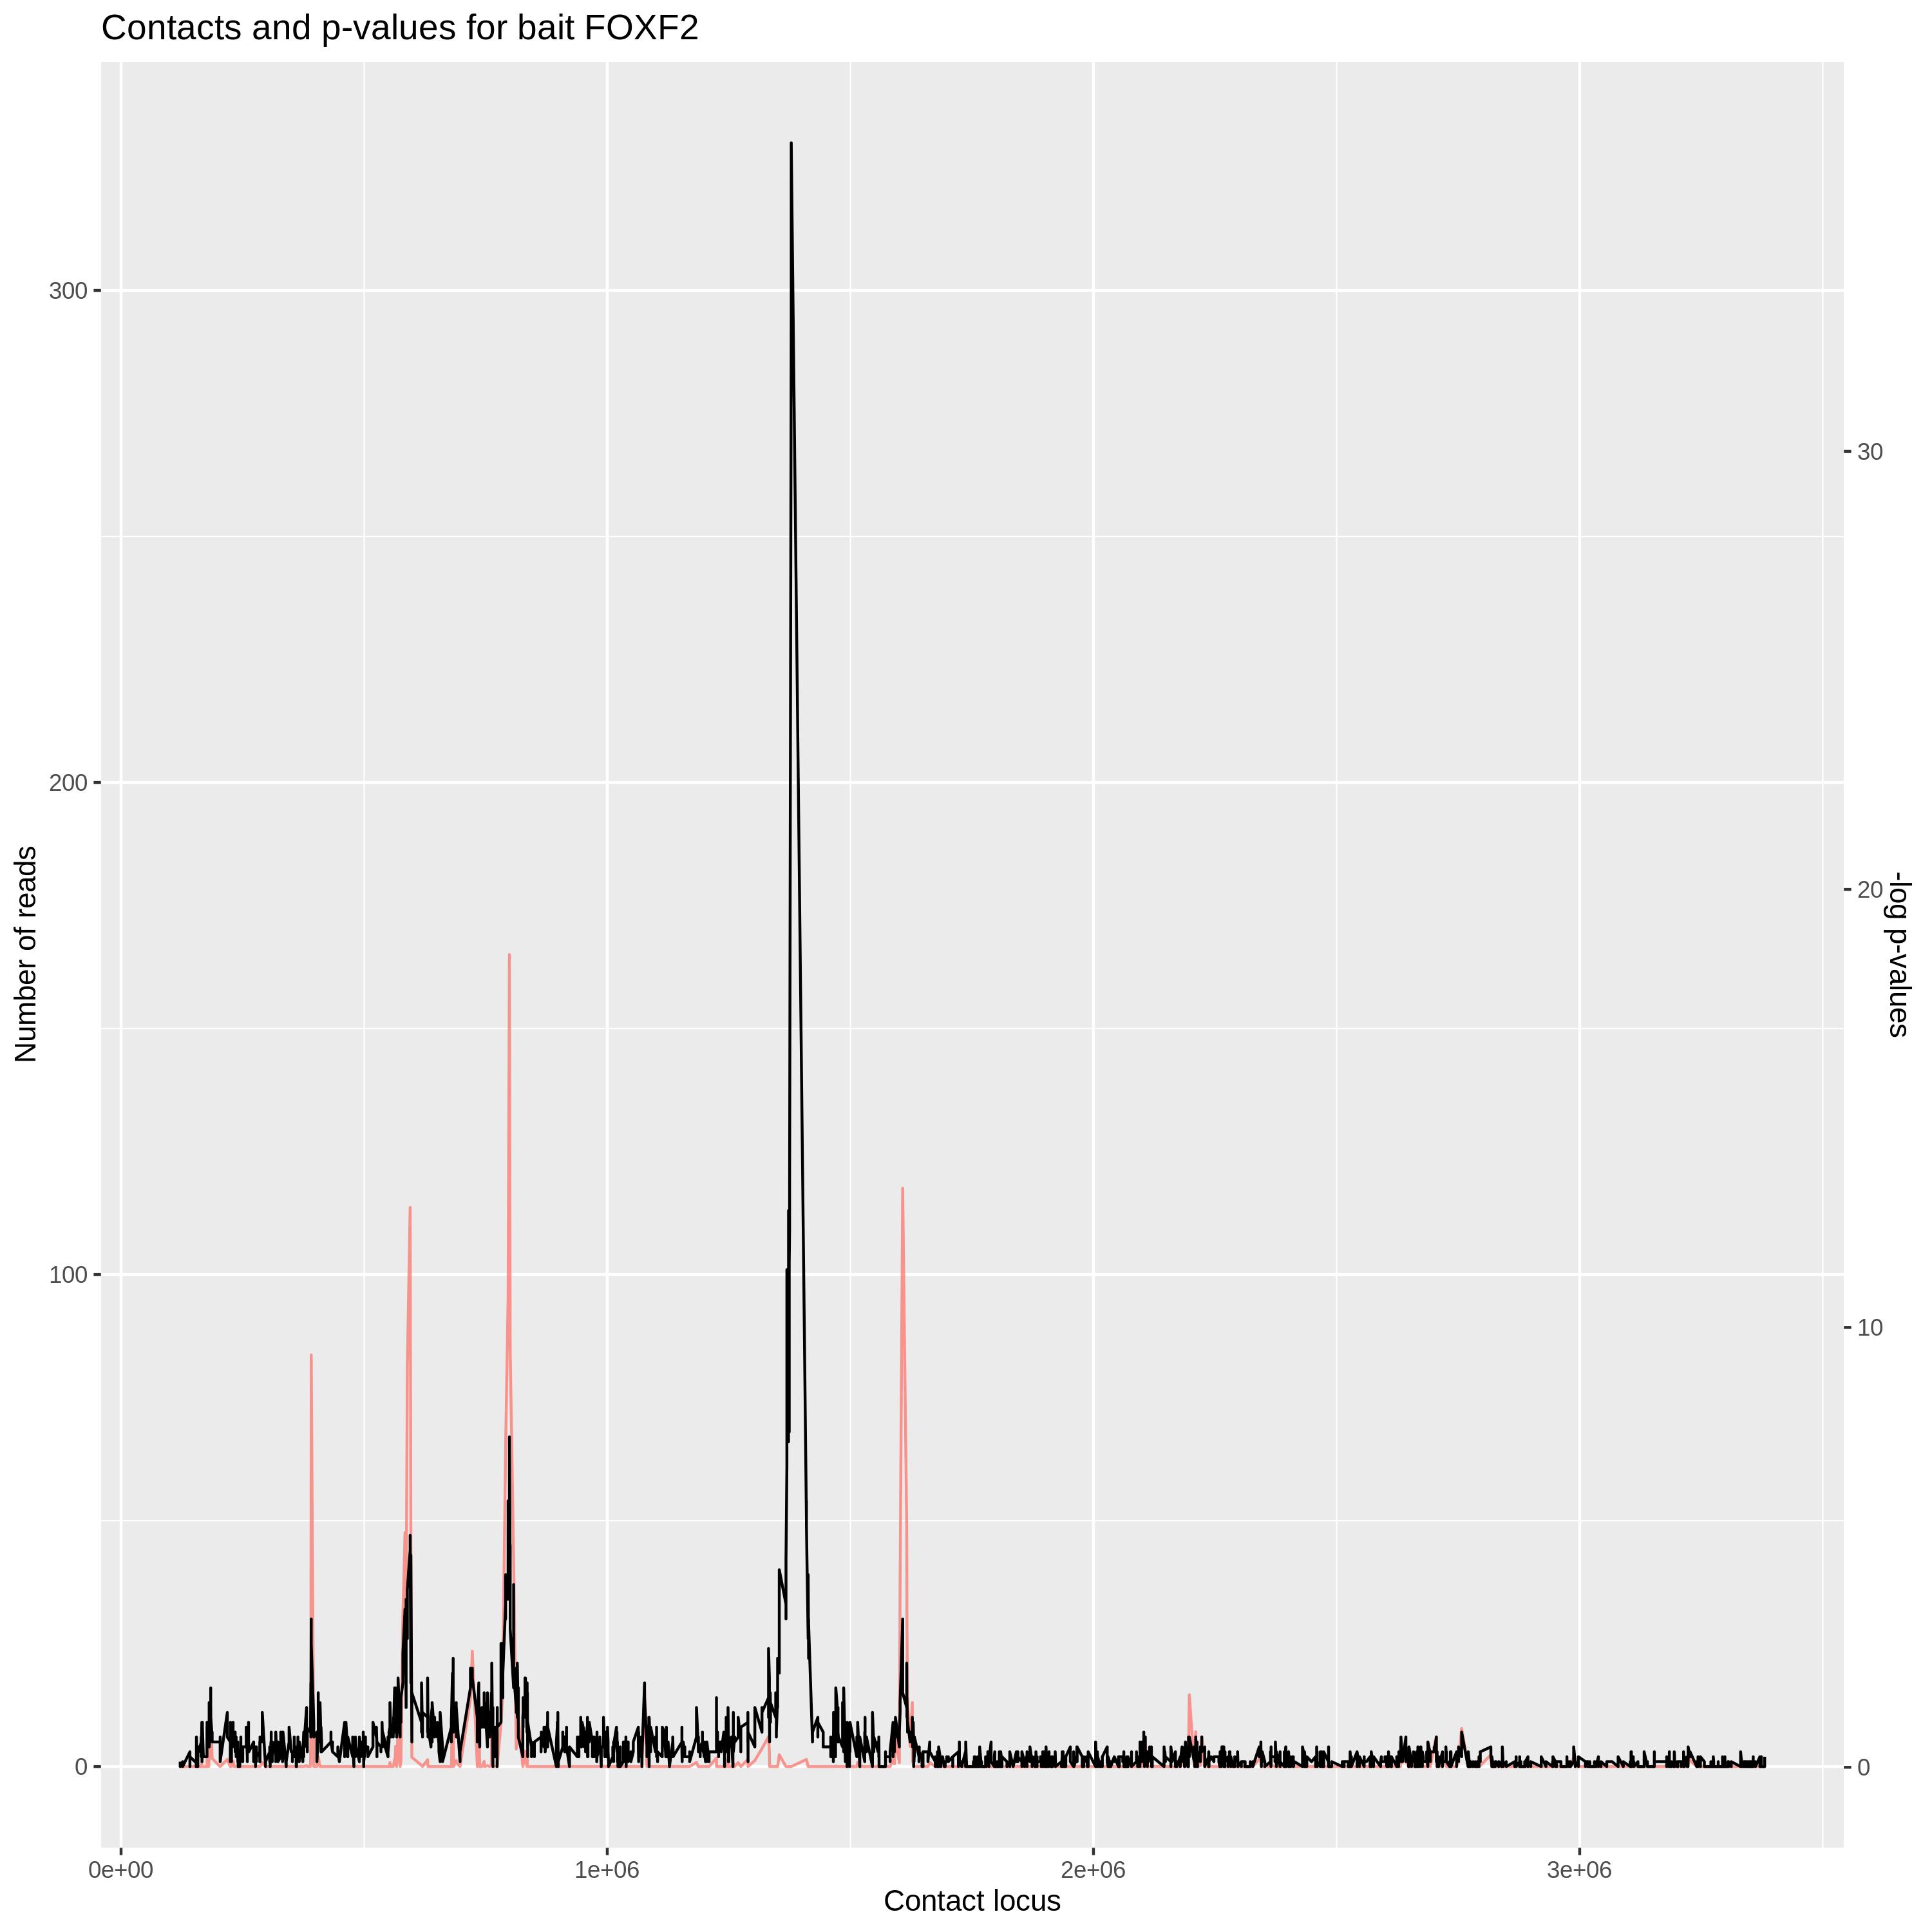 Contacts and p-values for bait FOXF2
300
200
100
0
Number of reads
30
20
10
0
-log p-values
0e+00
1e+06
2e+06
3e+06
Contact locus